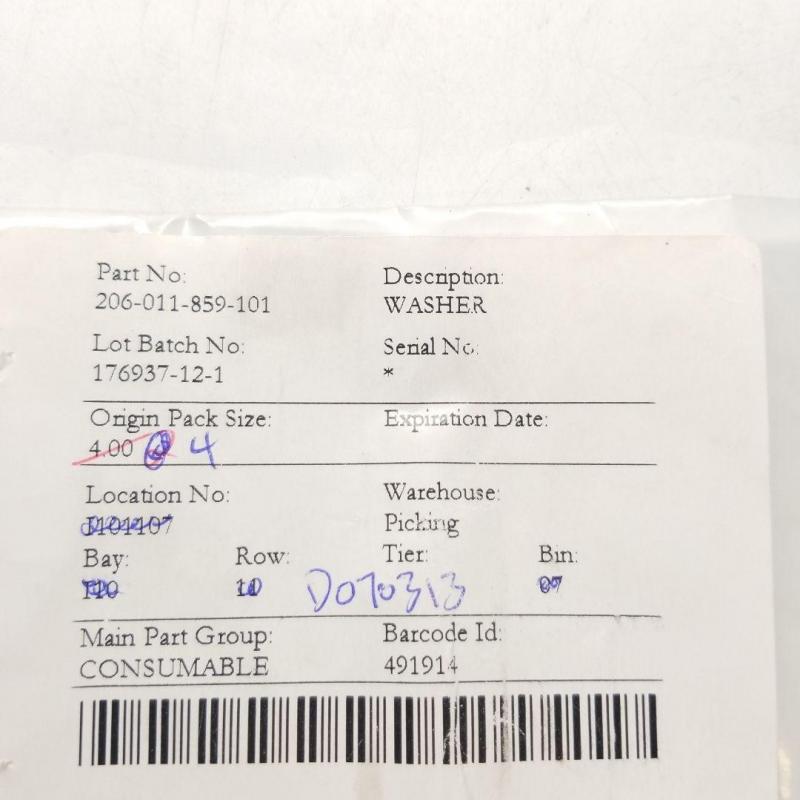 Part No: Description:
206-011-859-101 WASHER
Lot Batch No: Serial No:
176937-12-1 *
Origin Pack Size: Expiration Date:
4.00 4
Location No: Warehouse:
J101107 Picking
Bay: Row: Tier: Bin:
D070313 07
Main Part Group: Barcode Id:
CONSUMABLE 491914